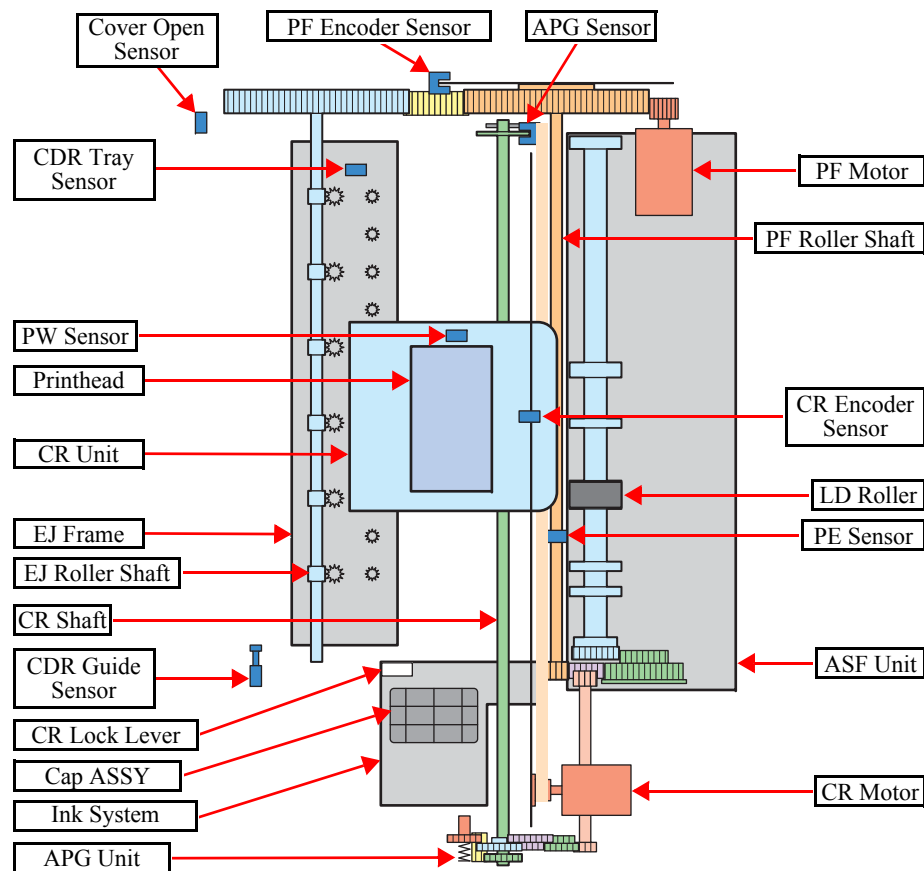 Cover Open
Sensor
PF Encoder Sensor
APG Sensor
CDR Tray
Sensor
PF Motor
PF Roller Shaft
PW Sensor
Printhead
CR Encoder
Sensor
CR Unit
LD Roller
EJ Frame
PE Sensor
EJ Roller Shaft
CR Shaft
CDR Guide
Sensor
ASF Unit
CR Lock Lever
Cap ASSY
CR Motor
Ink System
APG Unit